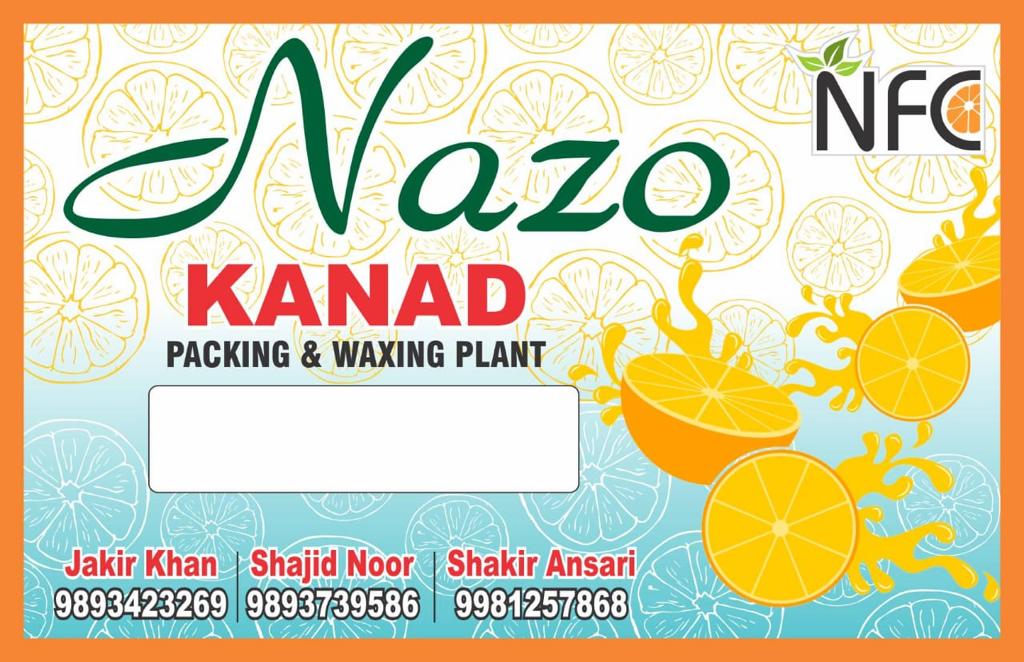 Nazo
NFC
KANAD
PACKING & WAXING PLANT
Jakir Khan
Shajid Noor
Shakir Ansari
9893423269
9893739586
9981257868